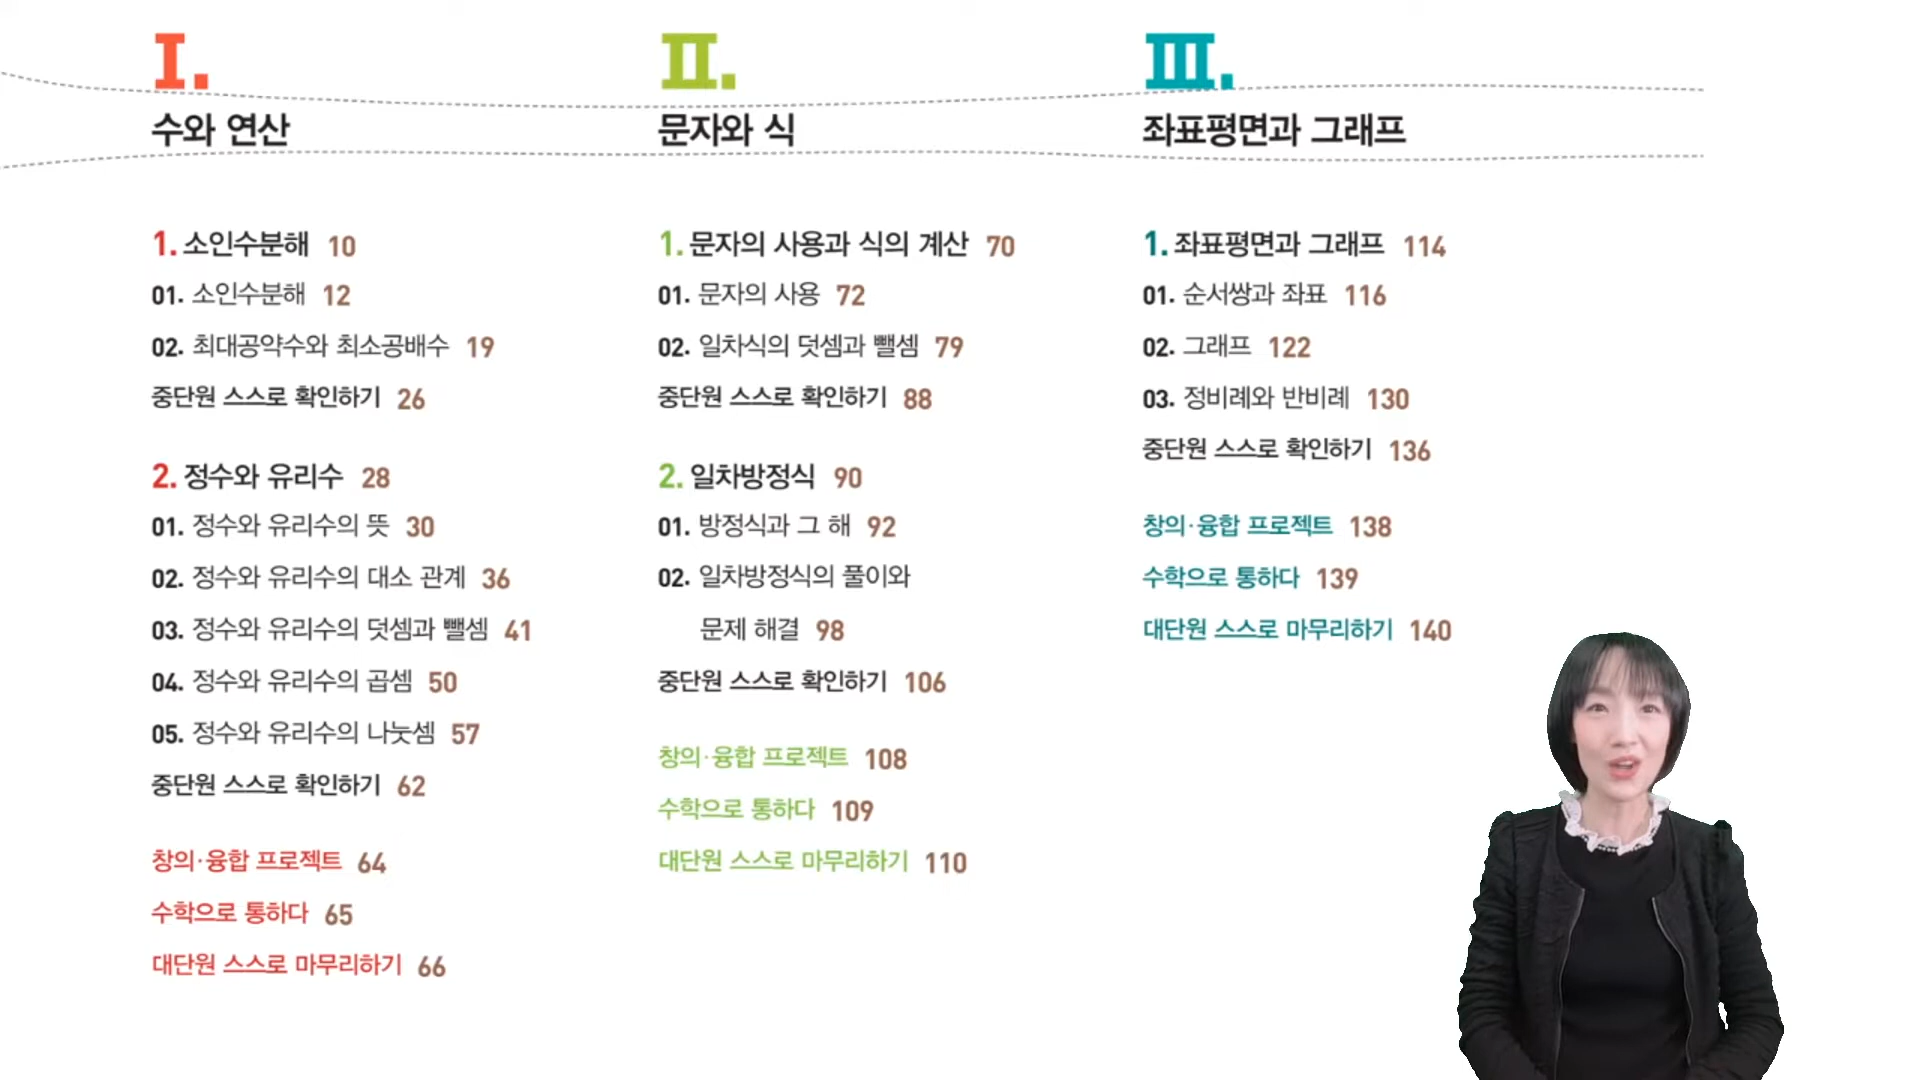 I.
수와 연산
1. 소인수분해 10
01. 소인수분해 12
02. 최대공약수와 최소공배수 19
중단원 스스로 확인하기 26
2. 정수와 유리수 28
01. 정수와 유리수의 뜻 30
02. 정수와 유리수의 대소 관계 36
03. 정수와 유리수의 덧셈과 뺄셈 41
04. 정수와 유리수의 곱셈 50
05. 정수와 유리수의 나눗셈 57
중단원 스스로 확인하기 62
창의·융합 프로젝트 64
수학으로 통하다 65
대단원 스스로 마무리하기 66
II.
문자와 식
1. 문자의 사용과 식의 계산 70
01. 문자의 사용 72
02. 일차식의 덧셈과 뺄셈 79
중단원 스스로 확인하기 88
2. 일차방정식 90
01. 방정식과 그 해 92
02. 일차방정식의 풀이와
문제 해결 98
중단원 스스로 확인하기 106
창의·융합 프로젝트 108
수학으로 통하다 109
대단원 스스로 마무리하기 110
III.
좌표평면과 그래프
1. 좌표평면과 그래프 114
01. 순서쌍과 좌표 116
02. 그래프 122
03. 정비례와 반비례 130
중단원 스스로 확인하기 136
창의·융합 프로젝트 138
수학으로 통하다 139
대단원 스스로 마무리하기 140